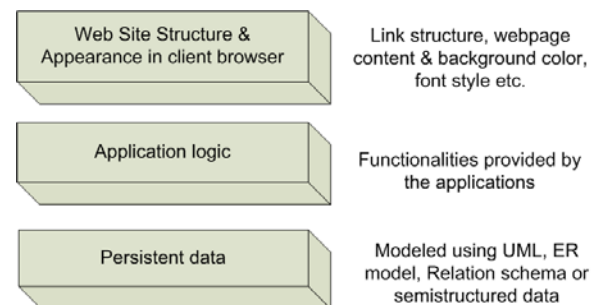 Web Site Structure &
Appearance in client browser
Link structure, webpage
content & background color,
font style etc.
Application logic
Functionalities provided by
the applications
Persistent data
Modeled using UML, ER
model, Relation schema or
semistructured data